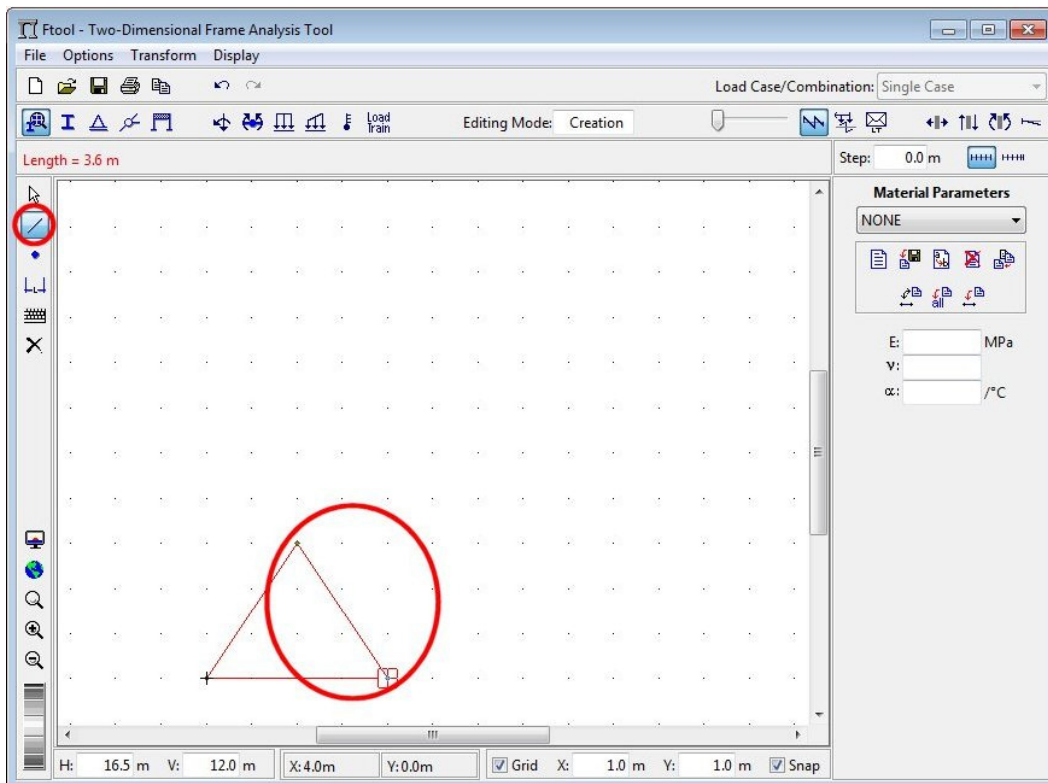 Ftool - Two-Dimensional Frame Analysis Tool
File Options Transform Display
Load Case/Combination: Single Case
Load Train
Editing Mode: Creation
Length = 3.6 m
Step: 0.0 m
Material Parameters
NONE
all
E: MPa
ν:
α: /°C
H: 16.5 m V: 12.0 m X:4.0m Y:0.0m Grid X: 1.0 m Y: 1.0 m Snap